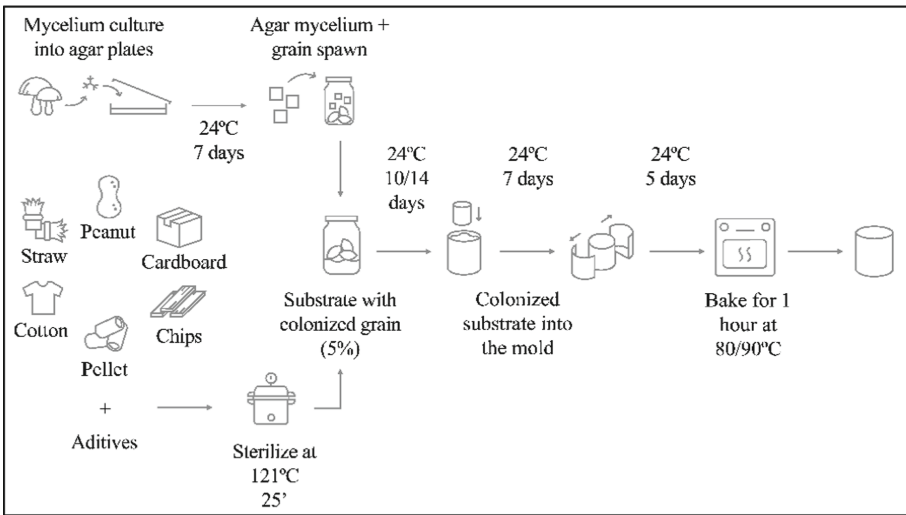 Mycelium culture
into agar plates
Agar mycelium +
grain spawn
24ºC
7 days
24ºC
10/14
days
24ºC
7 days
24ºC
5 days
Straw
Peanut
Cardboard
Cotton
Pellet
Chips
+
Aditives
Sterilize at
121ºC
25’
Substrate with
colonized grain
(5%)
Colonized
substrate into
the mold
Bake for 1
hour at
80/90ºC